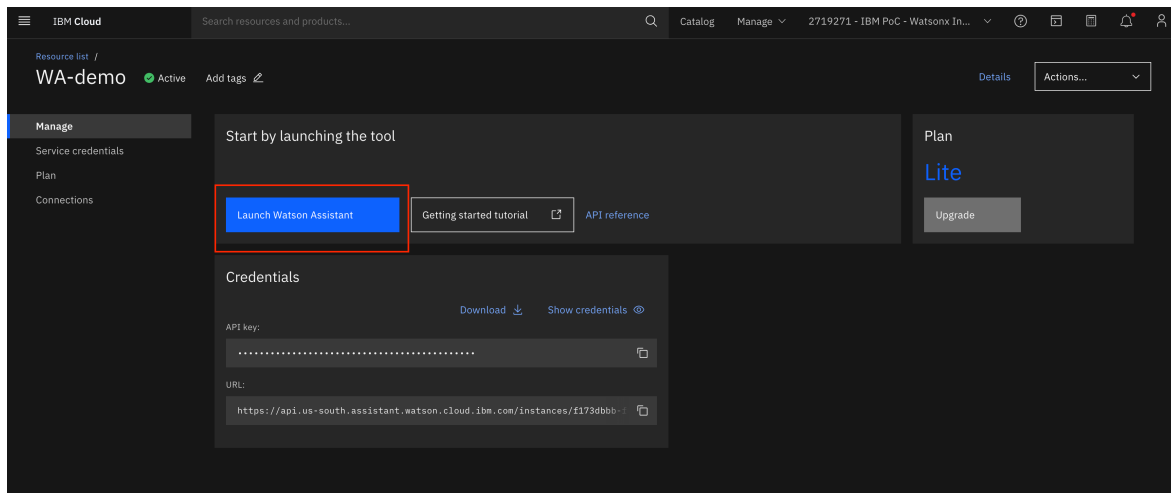 IBM Cloud
Search resources and products...
Catalog
Manage
2719271 - IBM PoC - Watsonx In...
Resource list /
WA-demo
Active
Add tags
Details
Actions...
Manage
Service credentials
Plan
Connections
Start by launching the tool
Launch Watson Assistant
Getting started tutorial
API reference
Plan
Lite
Upgrade
Credentials
Download
Show credentials
API key:
••••••••••••••••••••••••••••••••••••••••••••
URL:
https://api.us-south.assistant.watson.cloud.ibm.com/instances/f173dbbb-